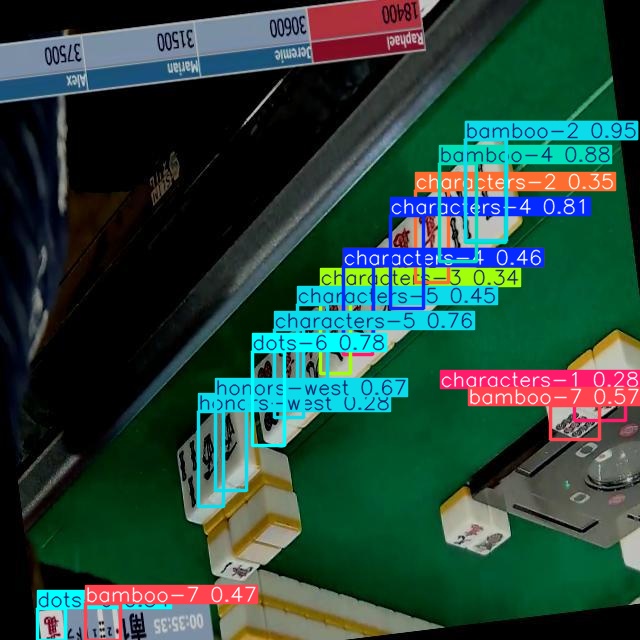 18400
30600
31500
37500
Raphael
Deremie
Marian
Alex
bamboo-2 0.95
bamboo-4 0.88
characters-2 0.35
characters-4 0.81
characters-4 0.46
characters-3 0.34
characters-5 0.45
characters-5 0.76
dots-6 0.78
honors-west 0.67
honors-west 0.28
characters-1 0.28
bamboo-7 0.57
dots
bamboo-7 0.47
00:35:35
南